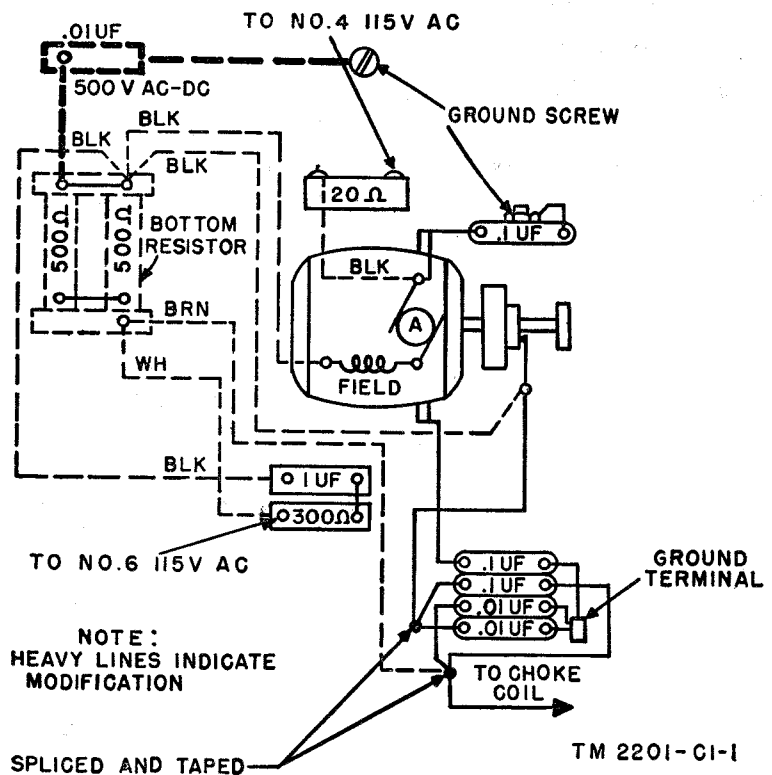 TO NO.4 115V AC
.01UF
500V AC-DC
GROUND SCREW
BLK
BLK
BLK
20Ω
.1UF
500Ω
500Ω
BOTTOM
RESISTOR
BLK
A
BRN
WH
FIELD
BLK
1UF
300Ω
TO NO.6 115V AC
.1UF
.1UF
.01UF
.01UF
GROUND
TERMINAL
NOTE:
HEAVY LINES INDICATE
MODIFICATION
TO CHOKE
COIL
SPLICED AND TAPED
TM 2201-C1-1